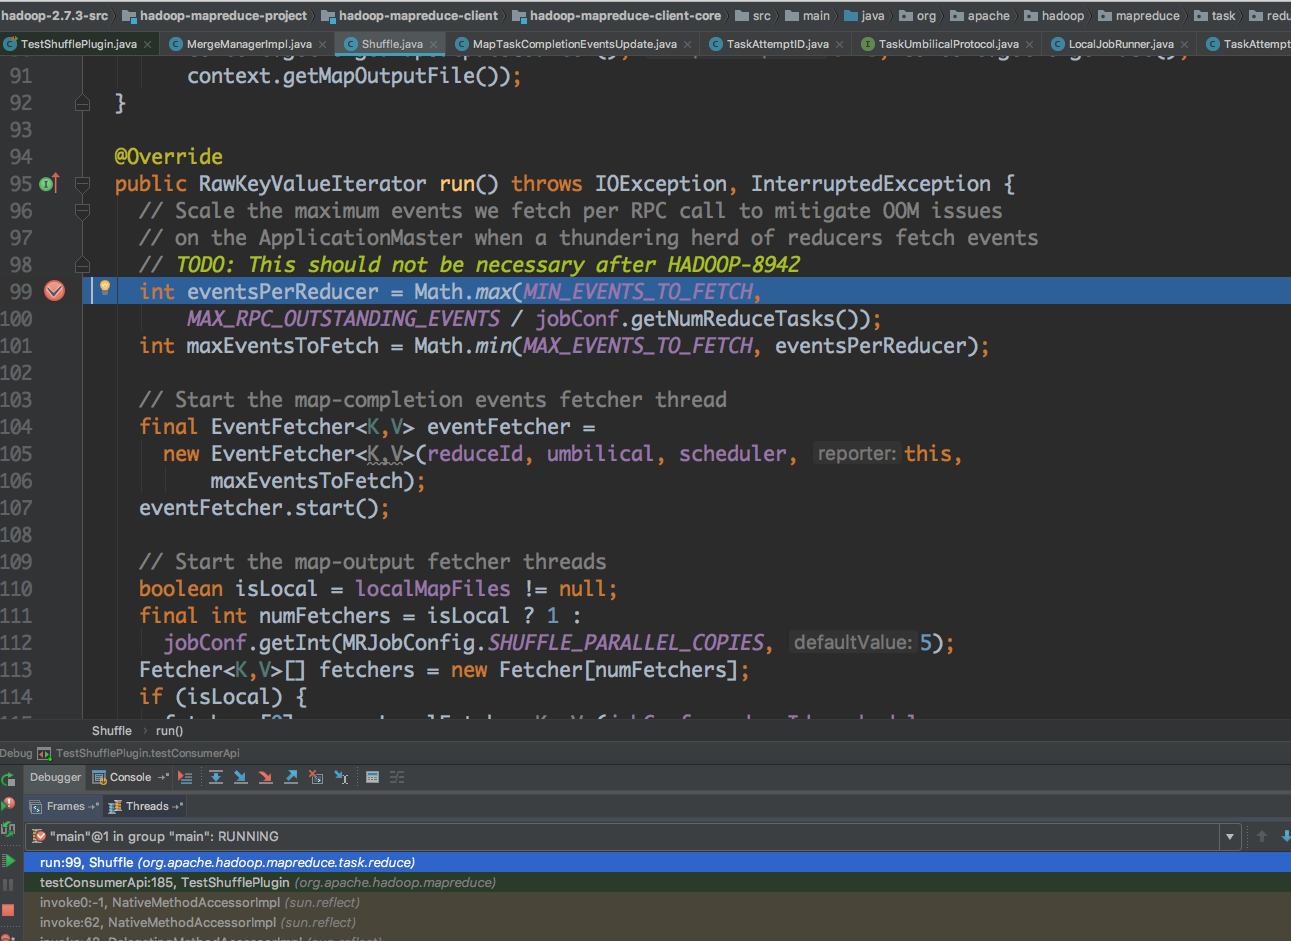 hadoop-2.7.3-src hadoop-mapreduce-project hadoop-mapreduce-client hadoop-mapreduce-client-core src main java org apache hadoop mapreduce task
TestShufflePlugin.java MergeManagerImpl.java Shuffle.java MapTaskCompletionEventsUpdate.java TaskAttemptID.java TaskUmbilicalProtocol.java LocalJobRunner.java TaskAttempt
91 context.getMapOutputFile());
92 }
93
94 @Override
95 public RawKeyValueIterator run() throws IOException, InterruptedException {
96 // Scale the maximum events we fetch per RPC call to mitigate OOM issues
97 // on the ApplicationMaster when a thundering herd of reducers fetch events
98 // TODO: This should not be necessary after HADOOP-8942
99 int eventsPerReducer = Math.max(MIN_EVENTS_TO_FETCH,
100 MAX_RPC_OUTSTANDING_EVENTS / jobConf.getNumReduceTasks());
101 int maxEventsToFetch = Math.min(MAX_EVENTS_TO_FETCH, eventsPerReducer);
102
103 // Start the map-completion events fetcher thread
104 final EventFetcher<K,V> eventFetcher =
105 new EventFetcher<K,V>(reduceId, umbilical, scheduler, reporter: this,
106 maxEventsToFetch);
107 eventFetcher.start();
108
109 // Start the map-output fetcher threads
110 boolean isLocal = localMapFiles != null;
111 final int numFetchers = isLocal ? 1 :
112 jobConf.getInt(MRJobConfig.SHUFFLE_PARALLEL_COPIES, defaultValue: 5);
113 Fetcher<K,V>[] fetchers = new Fetcher[numFetchers];
114 if (isLocal) {
Shuffle run()
Debug TestShufflePlugin.testConsumerApi
Debugger Console
Frames Threads
"main"@1 in group "main": RUNNING
run:99, Shuffle (org.apache.hadoop.mapreduce.task.reduce)
testConsumerApi:185, TestShufflePlugin (org.apache.hadoop.mapreduce)
invoke0:-1, NativeMethodAccessorImpl (sun.reflect)
invoke:62, NativeMethodAccessorImpl (sun.reflect)